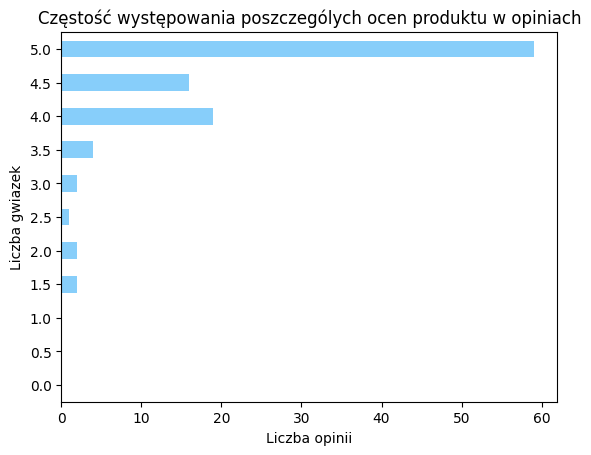 Częstość występowania poszczególych ocen produktu w opiniach
Liczba gwiazek
5.0
4.5
4.0
3.5
3.0
2.5
2.0
1.5
1.0
0.5
0.0
0 10 20 30 40 50 60
Liczba opinii